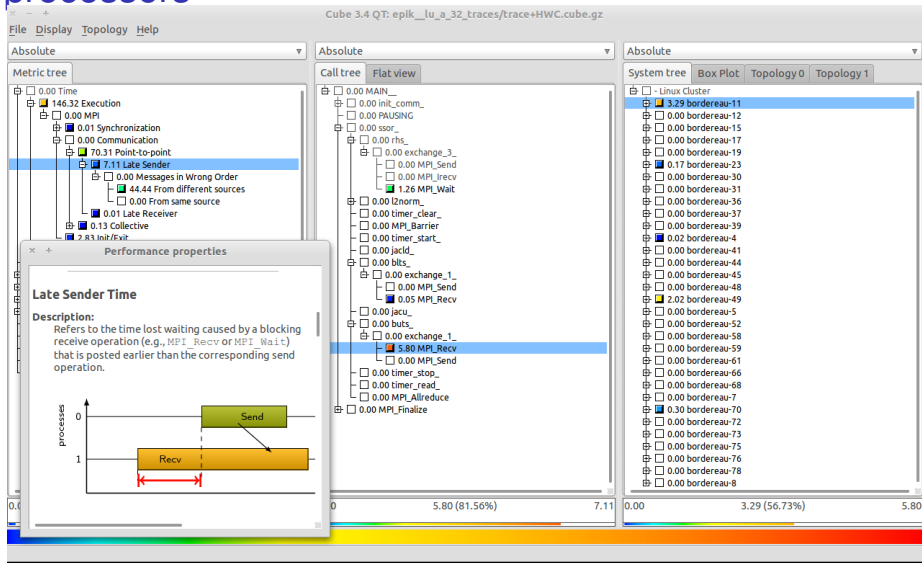 processors
Cube 3.4 QT: epik__lu_a_32_traces/trace+HWC.cube.gz
File Display Topology Help
Absolute
Metric tree
0.00 Time
146.32 Execution
0.00 MPI
0.01 Synchronization
0.00 Communication
70.31 Point-to-point
7.11 Late Sender
0.00 Messages in Wrong Order
44.44 From different sources
0.00 From same source
0.01 Late Receiver
0.13 Collective
2.83 Init/Exit
Performance properties
Late Sender Time
Description:
Refers to the time lost waiting caused by a blocking
receive operation (e.g., MPI_Recv or MPI_Wait)
that is posted earlier than the corresponding send
operation.
processes
0
Send
1
Recv
Absolute
Call tree Flat view
0.00 MAIN__
0.00 init_comm_
0.00 PAUSING
0.00 ssor_
0.00 rhs_
0.00 exchange_3_
0.00 MPI_Send
0.00 MPI_Irecv
1.26 MPI_Wait
0.00 l2norm_
0.00 timer_clear_
0.00 MPI_Barrier
0.00 timer_start_
0.00 jacld_
0.00 blts_
0.00 exchange_1_
0.00 MPI_Send
0.05 MPI_Recv
0.00 jacu_
0.00 buts_
0.00 exchange_1_
5.80 MPI_Recv
0.00 MPI_Send
0.00 timer_stop_
0.00 timer_read_
0.00 MPI_Allreduce
0.00 MPI_Finalize
5.80 (81.56%) 7.11
Absolute
System tree Box Plot Topology 0 Topology 1
- Linux Cluster
3.29 bordereau-11
0.00 bordereau-12
0.00 bordereau-15
0.00 bordereau-17
0.00 bordereau-19
0.17 bordereau-23
0.00 bordereau-30
0.00 bordereau-31
0.00 bordereau-36
0.00 bordereau-37
0.00 bordereau-39
0.02 bordereau-4
0.00 bordereau-41
0.00 bordereau-44
0.00 bordereau-45
0.00 bordereau-48
2.02 bordereau-49
0.00 bordereau-5
0.00 bordereau-52
0.00 bordereau-58
0.00 bordereau-59
0.00 bordereau-61
0.00 bordereau-66
0.00 bordereau-68
0.00 bordereau-7
0.30 bordereau-70
0.00 bordereau-72
0.00 bordereau-73
0.00 bordereau-75
0.00 bordereau-76
0.00 bordereau-78
0.00 bordereau-8
0.00 3.29 (56.73%) 5.80